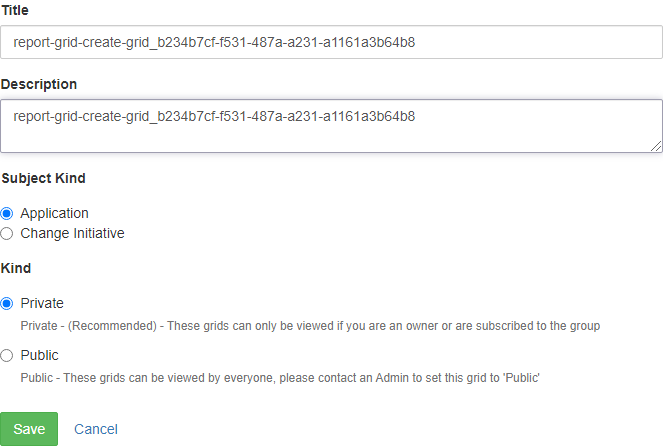 Title
report-grid-create-grid_b234b7cf-f531-487a-a231-a1161a3b64b8
Description
report-grid-create-grid_b234b7cf-f531-487a-a231-a1161a3b64b8
Subject Kind
Application
Change Initiative
Kind
Private
Private - (Recommended) - These grids can only be viewed if you are an owner or are subscribed to the group
Public
Public - These grids can be viewed by everyone, please contact an Admin to set this grid to 'Public'
Save Cancel